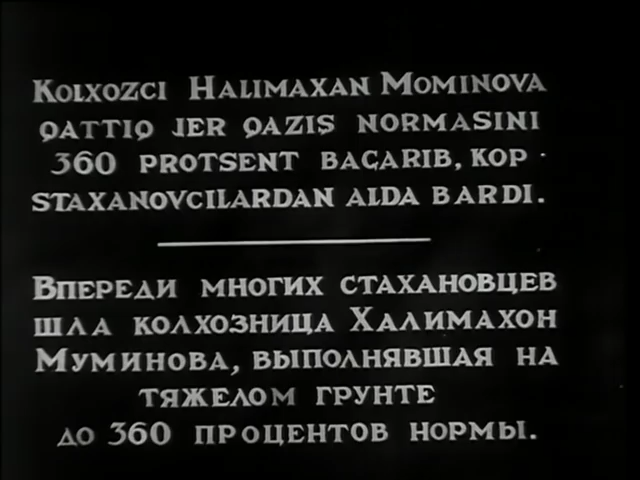 Kolxozci Halimaxan Mominova
qattiq jer qaziş normasini
360 protsent baçarib, kop
staxanovcilardan alda bardi.
Впереди многих стахановцев
шла колхозница Халимахон
Муминова, выполнявшая на
тяжелом грунте
до 360 процентов нормы.